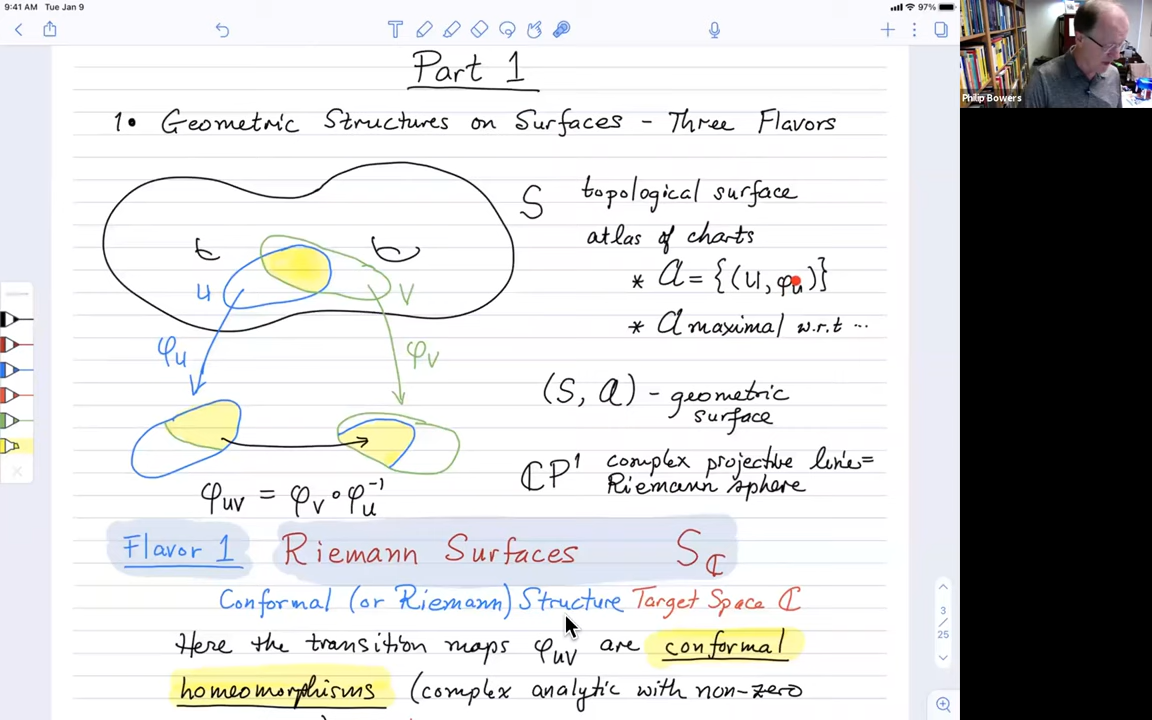 9:41 AM Tue Jan 9
97%
Philip Bowers
Part 1
1. Geometric Structures on Surfaces - Three Flavors
S topological surface
atlas of charts
* A = {(U, φ_U)}
* A maximal w.r.t ...
U
V
φ_U
φ_V
(S, A) - geometric
surface
ℂP¹ complex projective line =
Riemann sphere
φ_UV = φ_V ∘ φ_U⁻¹
Flavor 1 Riemann Surfaces S_ℂ
Conformal (or Riemann) Structure Target Space ℂ
Here the transition maps φ_UV are conformal
homeomorphisms (complex analytic with non-zero
3
/
25